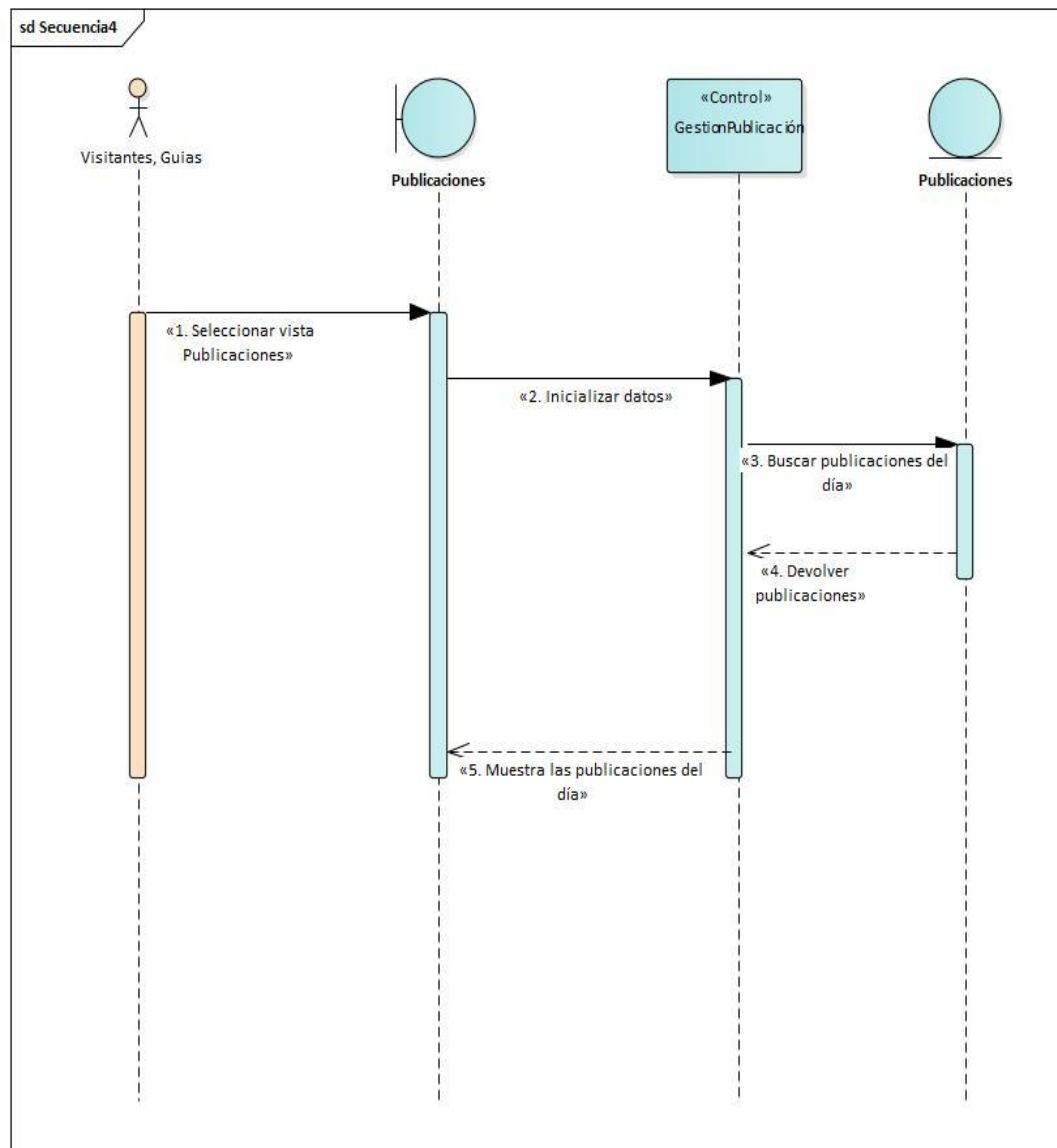 sd Secuencia4
Visitantes, Guias
Publicaciones
«Control»
GestionPublicación
Publicaciones
«1. Seleccionar vista
Publicaciones»
«2. Inicializar datos»
«3. Buscar publicaciones del
día»
«4. Devolver
publicaciones»
«5. Muestra las publicaciones del
día»